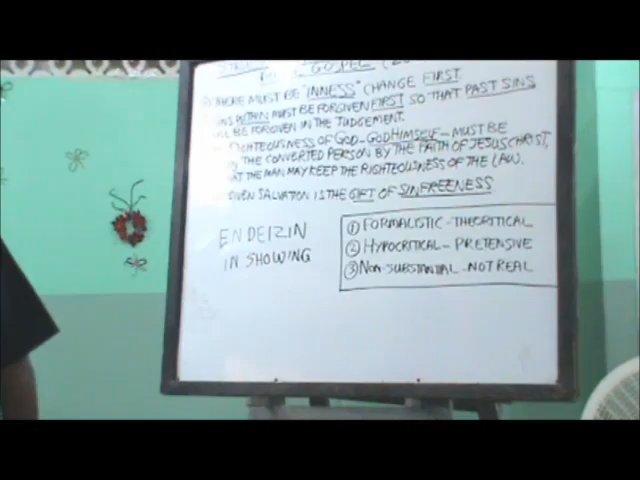 GOSPEL
THERE MUST BE "INNESS" CHANGE FIRST
WITHIN MUST BE FORGIVEN FIRST SO THAT PAST SINS
BE FORGIVEN IN THE JUDGEMENT.
RIGHTEOUSNESS OF GOD - GOD HIMSELF - MUST BE
THE CONVERTED PERSON BY THE FAITH OF JESUS CHRIST,
THE MAN MAY KEEP THE RIGHTEOUSNESS OF THE LAW.
GIVEN SALVATION IS THE GIFT OF SINFREENESS
ENDEIZIN
IN SHOWING
① FORMALISTIC - THEORITICAL
② HYPOCRITICAL - PRETENSIVE
③ NON-SUBSTANTIAL - NOT REAL